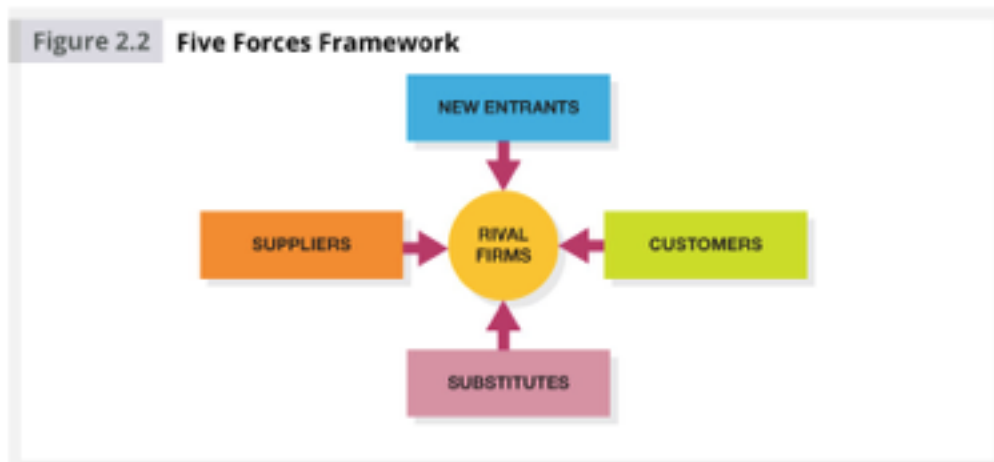 Figure 2.2 Five Forces Framework
NEW ENTRANTS
SUPPLIERS
RIVAL
FIRMS
CUSTOMERS
SUBSTITUTES